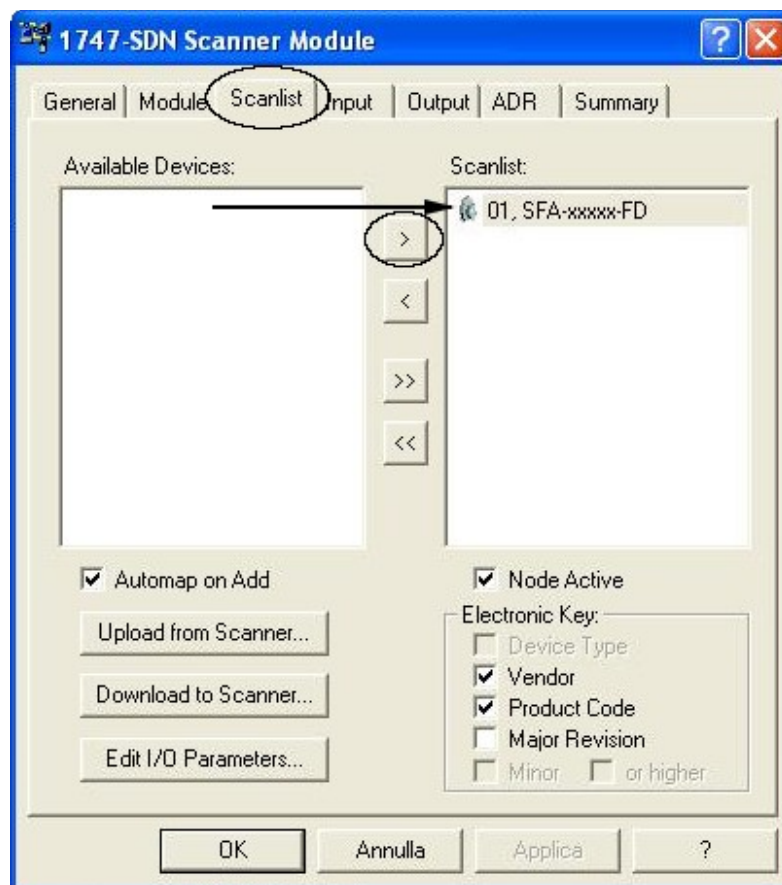 1747-SDN Scanner Module
General Module Scanlist Input Output ADR Summary
Available Devices:
Scanlist:
01, SFA-xxxxx-FD
>
<
>>
<<
Automap on Add
Node Active
Upload from Scanner...
Download to Scanner...
Edit I/O Parameters...
Electronic Key:
Device Type
Vendor
Product Code
Major Revision
Minor or higher
OK Annulla Applica ?